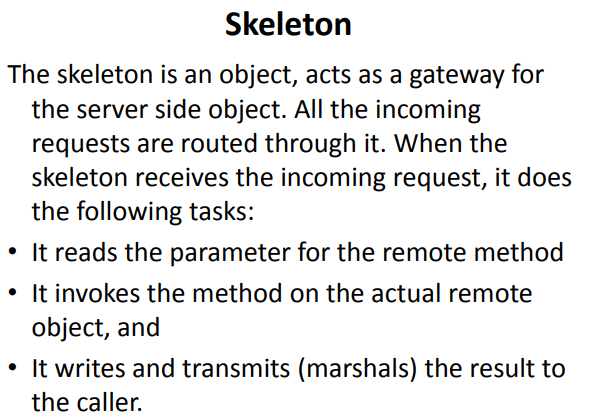 Skeleton
The skeleton is an object, acts as a gateway for
the server side object. All the incoming
requests are routed through it. When the
skeleton receives the incoming request, it does
the following tasks:
• It reads the parameter for the remote method
• It invokes the method on the actual remote
object, and
• It writes and transmits (marshals) the result to
the caller.